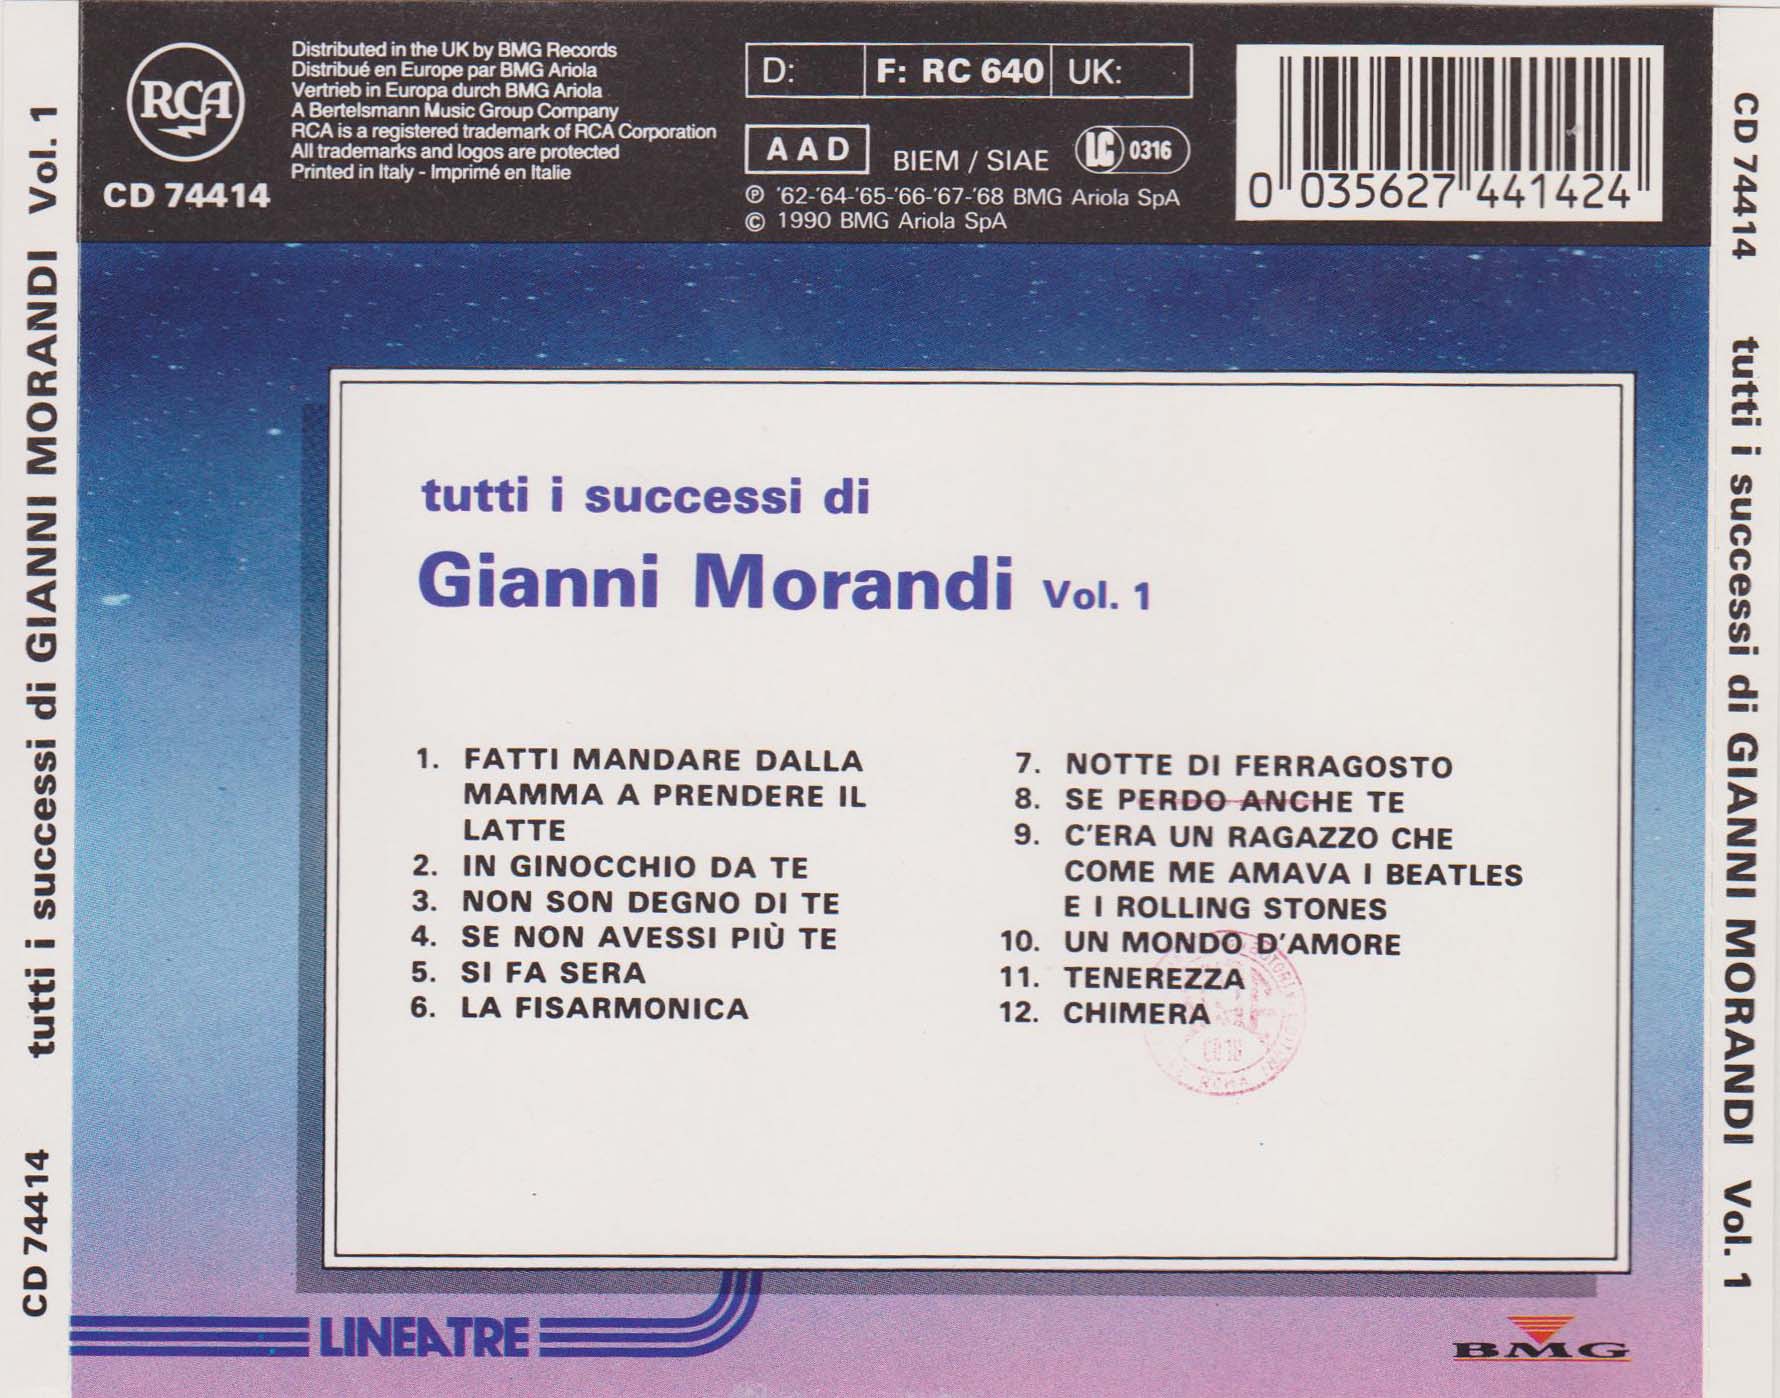 RCA
CD 74414
Distributed in the UK by BMG Records
Distribué en Europe par BMG Ariola
Vertrieb in Europa durch BMG Ariola
A Bertelsmann Music Group Company
RCA is a registered trademark of RCA Corporation
All trademarks and logos are protected
Printed in Italy - Imprimé en Italie
D: F: RC 640 UK:
AAD BIEM / SIAE LC 0316
℗ '62-'64-'65-'66-'67-'68 BMG Ariola SpA
© 1990 BMG Ariola SpA
0 035627 441424
CD 74414 tutti i successi di GIANNI MORANDI Vol. 1
tutti i successi di
Gianni Morandi Vol. 1
1. FATTI MANDARE DALLA
MAMMA A PRENDERE IL
LATTE
2. IN GINOCCHIO DA TE
3. NON SON DEGNO DI TE
4. SE NON AVESSI PIÙ TE
5. SI FA SERA
6. LA FISARMONICA
7. NOTTE DI FERRAGOSTO
8. SE PERDO ANCHE TE
9. C'ERA UN RAGAZZO CHE
COME ME AMAVA I BEATLES
E I ROLLING STONES
10. UN MONDO D'AMORE
11. TENEREZZA
12. CHIMERA
ROMA
LINEATRE
BMG
CD 74414 tutti i successi di GIANNI MORANDI Vol. 1